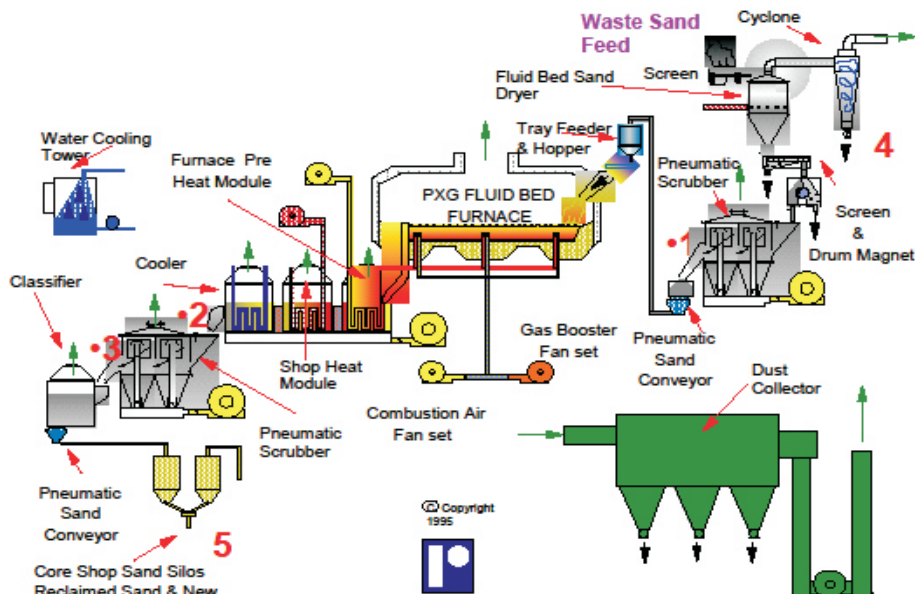 Waste Sand
Feed
Cyclone
Fluid Bed Sand
Dryer
Screen
Water Cooling
Tower
Furnace Pre
Heat Module
Tray Feeder
& Hopper
4
Pneumatic
Scrubber
PXG FLUID BED
FURNACE
Screen
&
Drum Magnet
•1
Cooler
Classifier
•2
•3
Shop Heat
Module
Gas Booster
Fan set
Pneumatic
Sand
Conveyor
Dust
Collector
Combustion Air
Fan set
Pneumatic
Scrubber
Pneumatic
Sand
Conveyor
5
© Copyright
1995
Core Shop Sand Silos
Reclaimed Sand & New